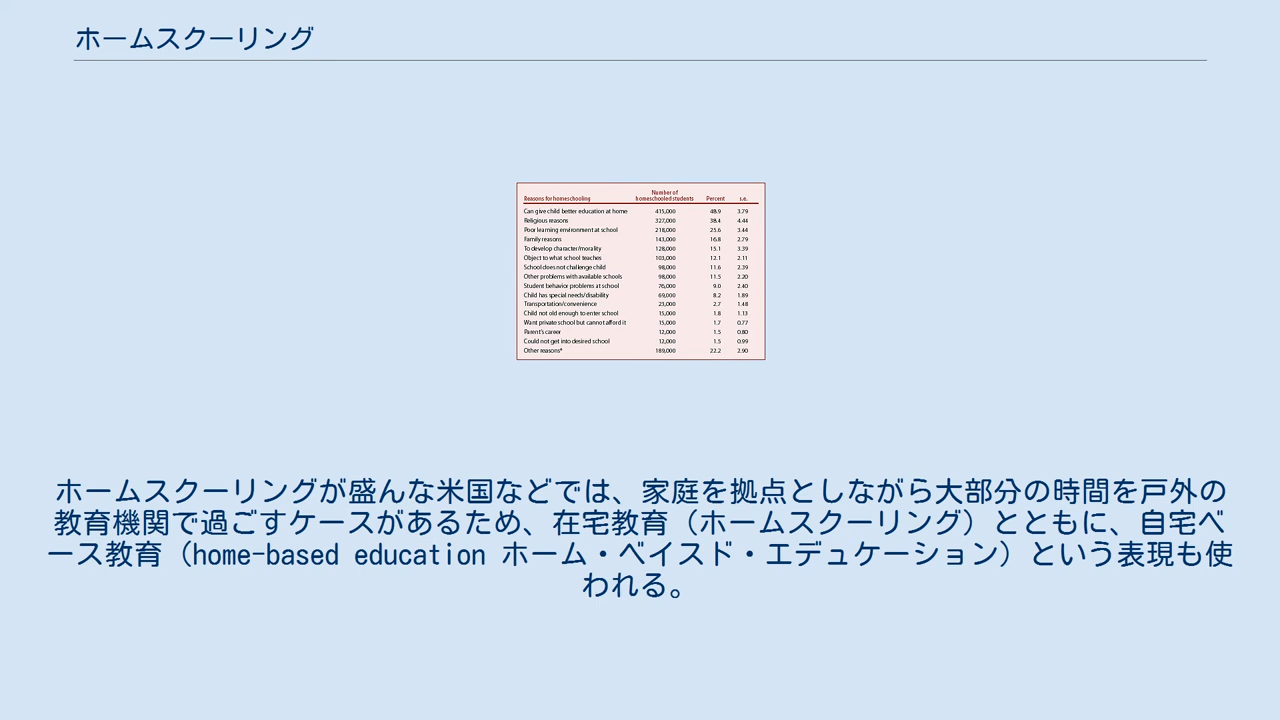 ホームスクーリング
Number of
Reasons for homeschooling homeschooled students Percent s.e.
Can give child better education at home 415,000 48.9 3.79
Religious reasons 327,000 38.4 4.44
Poor learning environment at school 218,000 25.6 3.44
Family reasons 143,000 16.8 2.79
To develop character/morality 128,000 15.1 3.39
Object to what school teaches 103,000 12.1 2.11
School does not challenge child 98,000 11.6 2.39
Other problems with available schools 98,000 11.5 2.20
Student behavior problems at school 76,000 9.0 2.40
Child has special needs/disability 69,000 8.2 1.89
Transportation/convenience 23,000 2.7 1.48
Child not old enough to enter school 15,000 1.8 1.13
Want private school but cannot afford it 15,000 1.7 0.77
Parent's career 12,000 1.5 0.80
Could not get into desired school 12,000 1.5 0.99
Other reasons* 189,000 22.2 2.90
ホームスクーリングが盛んな米国などでは、家庭を拠点としながら大部分の時間を戸外の
教育機関で過ごすケースがあるため、在宅教育（ホームスクーリング）とともに、自宅ベ
ース教育（home-based education ホーム・ベイスド・エデュケーション）という表現も使
われる。